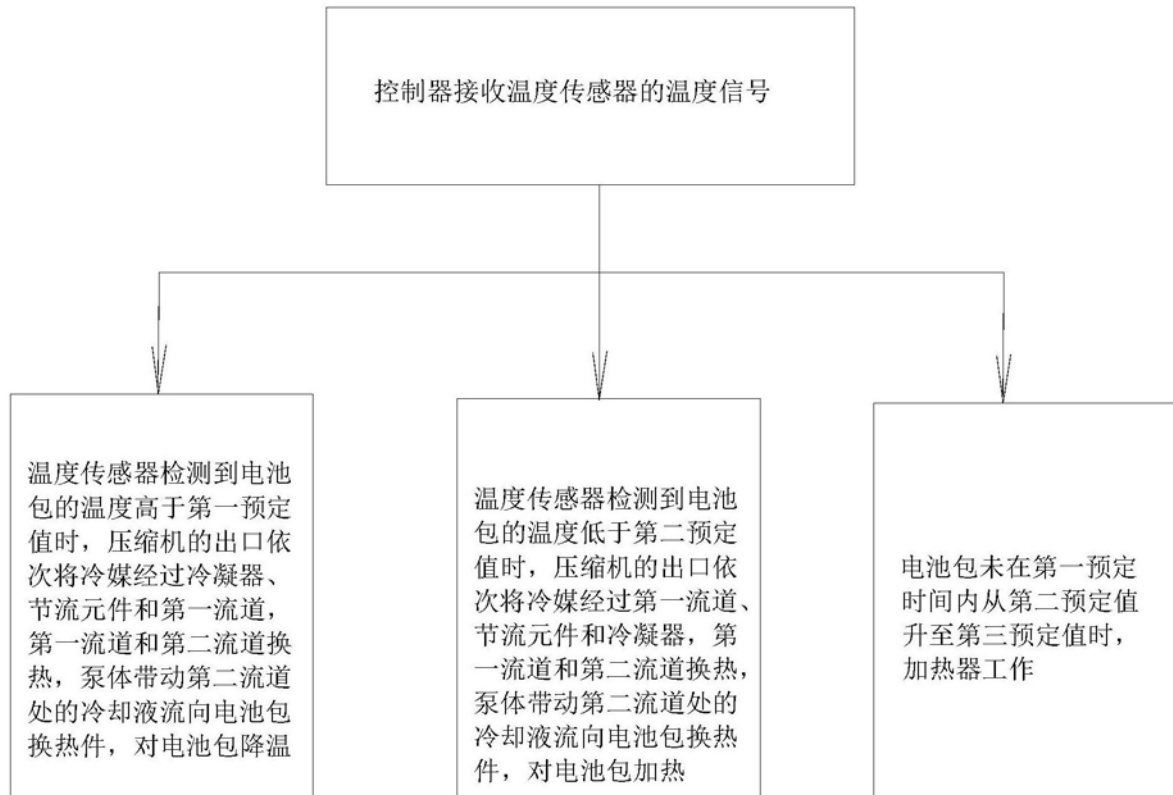 控制器接收温度传感器的温度信号
温度传感器检测到电池
包的温度高于第一预定
值时，压缩机的出口依
次将冷媒经过冷凝器、
节流元件和第一流道，
第一流道和第二流道换
热，泵体带动第二流道
处的冷却液流向电池包
换热件，对电池包降温
温度传感器检测到电池
包的温度低于第二预定
值时，压缩机的出口依
次将冷媒经过第一流道、
节流元件和冷凝器，第
一流道和第二流道换热，
泵体带动第二流道处的
冷却液流向电池包换热
件，对电池包加热
电池包未在第一预定
时间内从第二预定值
升至第三预定值时，
加热器工作